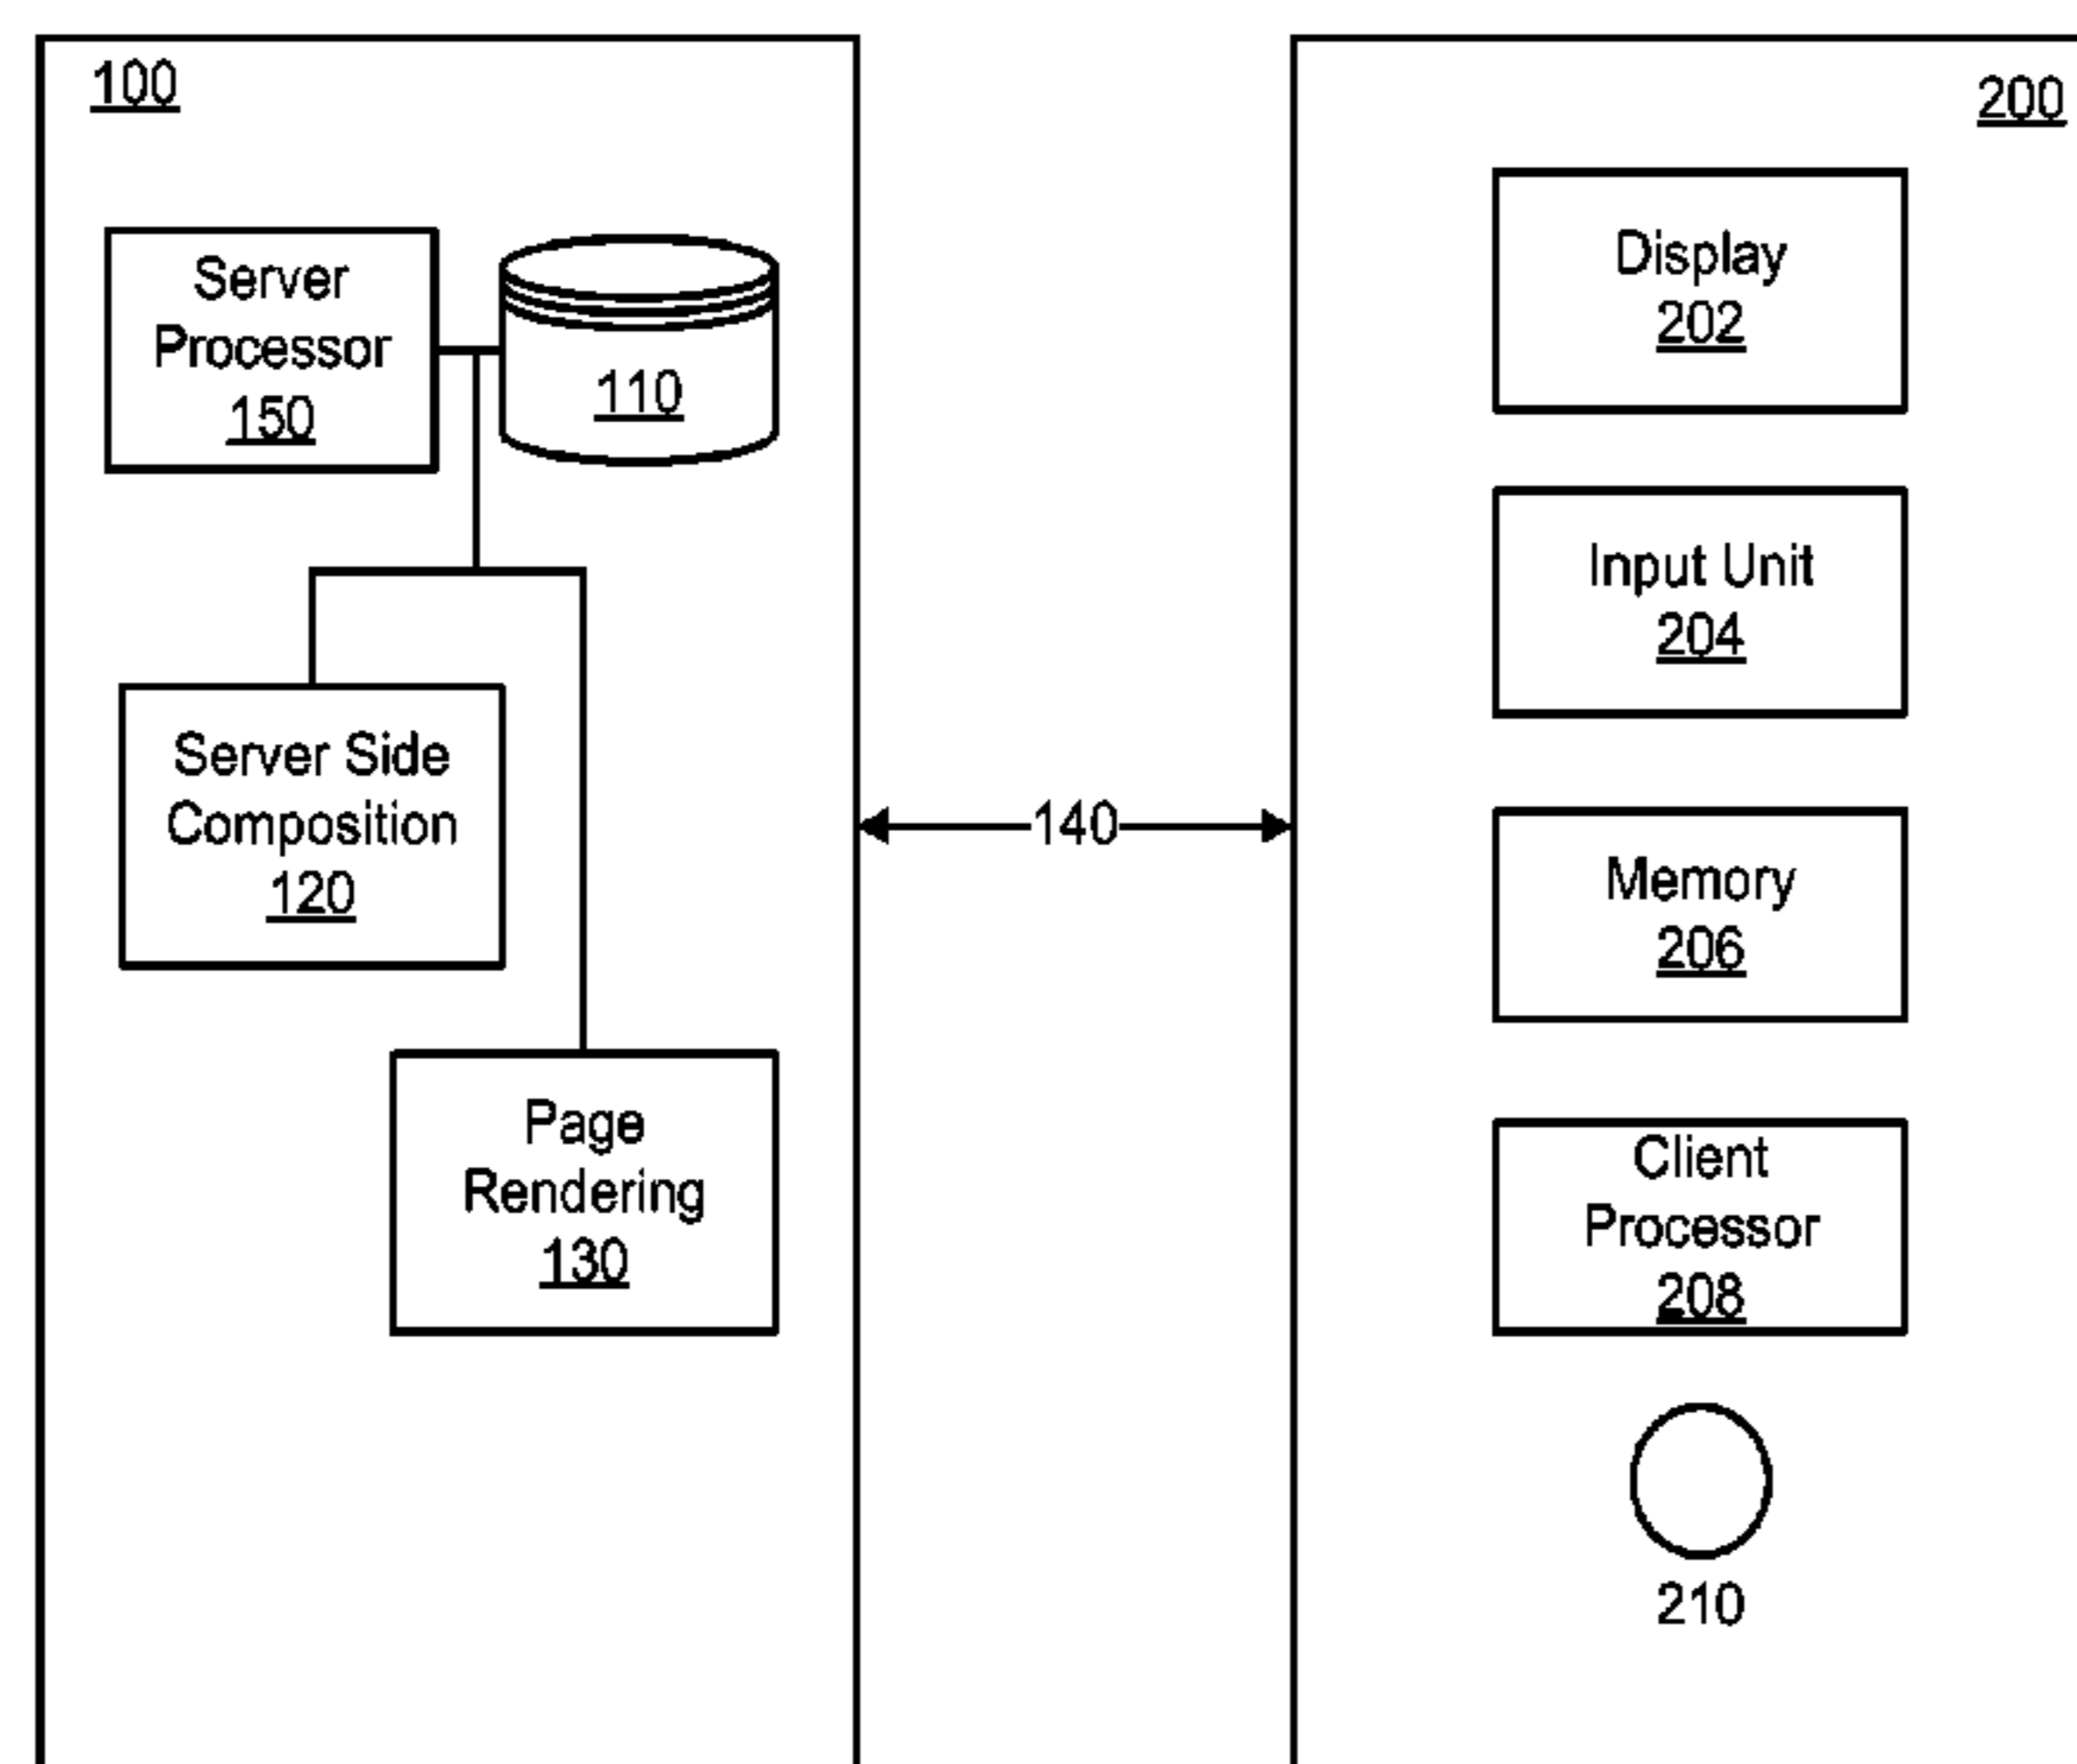 100
Server
Processor
150
110
Server Side
Composition
120
Page
Rendering
130
140
200
Display
202
Input Unit
204
Memory
206
Client
Processor
208
210